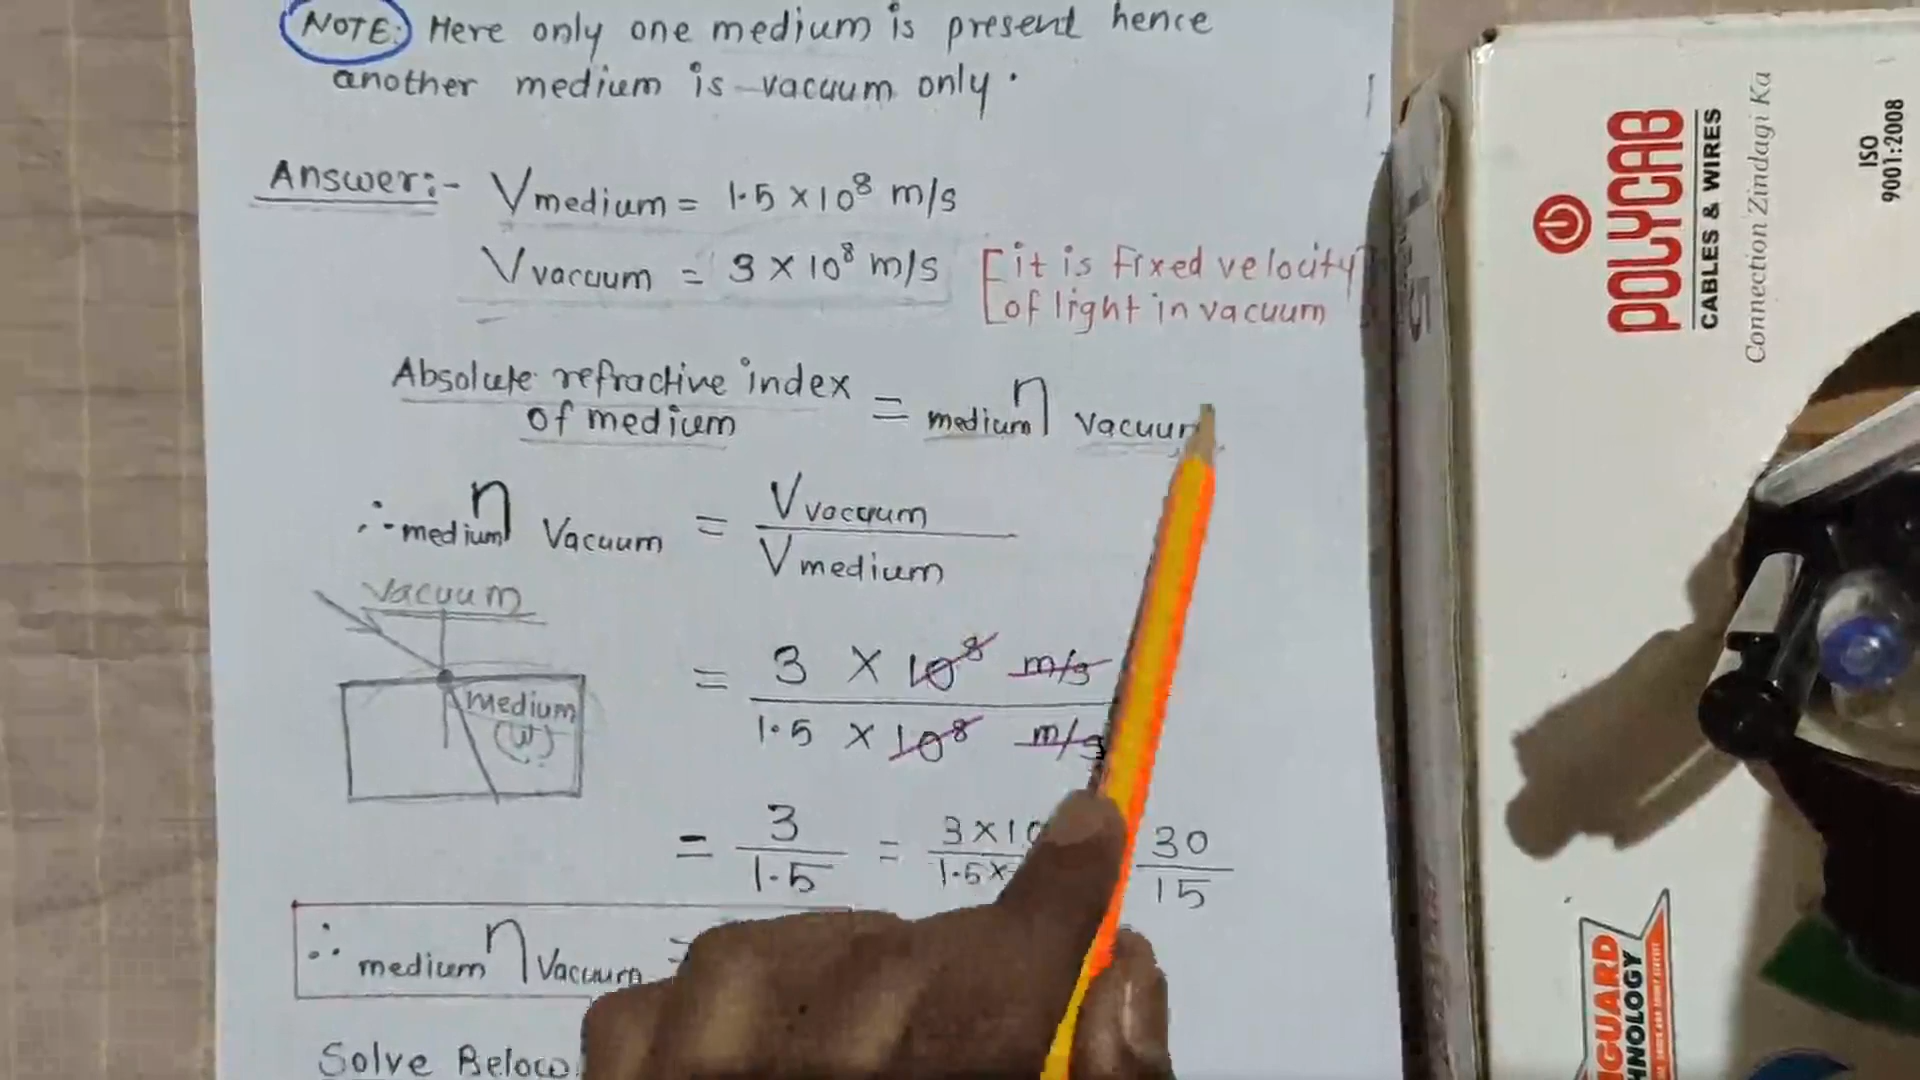 NOTE: Here only one medium is present hence
another medium is vacuum only.
Answer:- Vmedium = 1.5 × 10⁸ m/s
Vvacuum = 3 × 10⁸ m/s [it is fixed velocity
of light in vacuum
Absolute refractive index
of medium
= medium η vacuum
∴ medium η Vacuum = Vvacuum
Vmedium
Vacuum
medium
= 3 × 10⁸ m/s
1.5 × 10⁸ m/s
= 3 = 3×10 30
1.5 1.5× 15
∴ medium η Vacuum =
Solve Below
POLYCAB
CABLES & WIRES
Connection Zindagi Ka
ISO
9001:2008